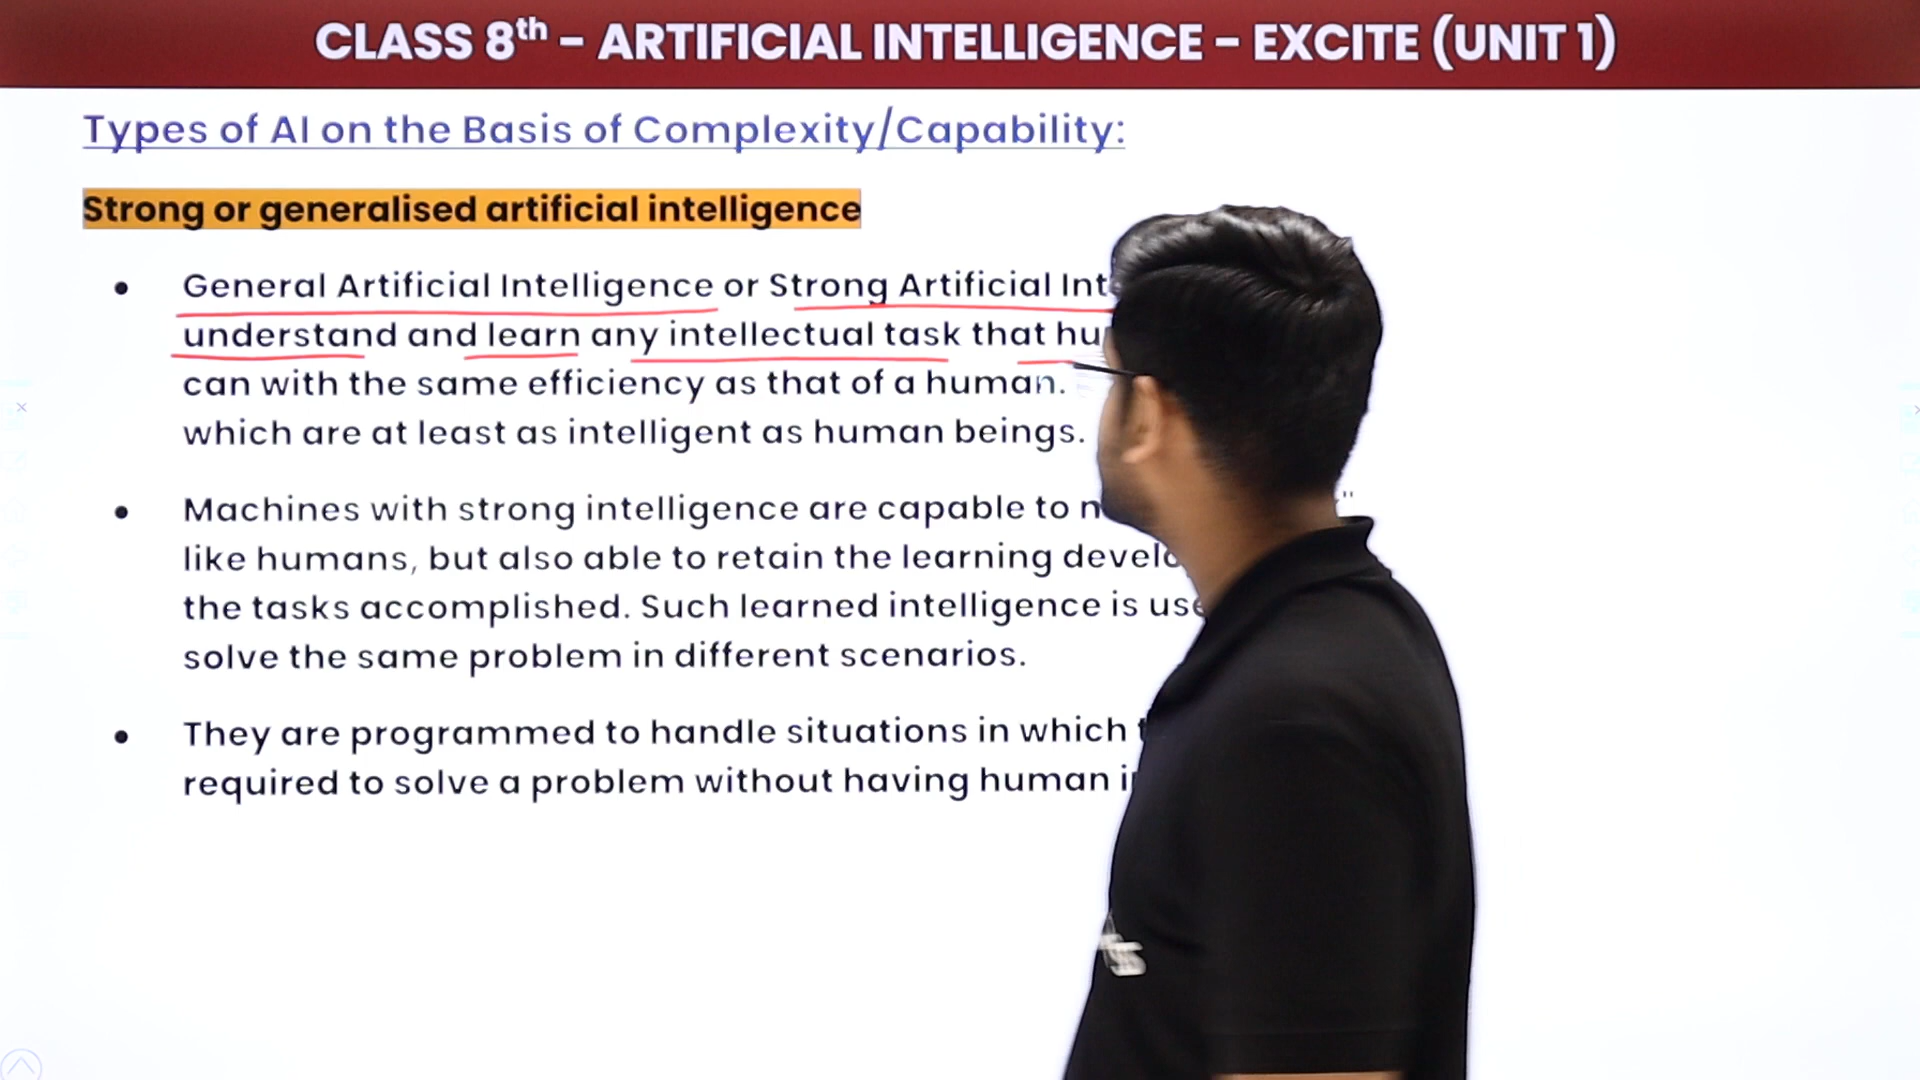 CLASS 8th - ARTIFICIAL INTELLIGENCE - EXCITE (UNIT 1)
Types of AI on the Basis of Complexity/Capability:
Strong or generalised artificial intelligence
• General Artificial Intelligence or Strong Artificial
understand and learn any intellectual task that
can with the same efficiency as that of a human.
which are at least as intelligent as human beings.
• Machines with strong intelligence are capable to
like humans, but also able to retain the learning
the tasks accomplished. Such learned intelligence is
solve the same problem in different scenarios.
• They are programmed to handle situations in which
required to solve a problem without having human